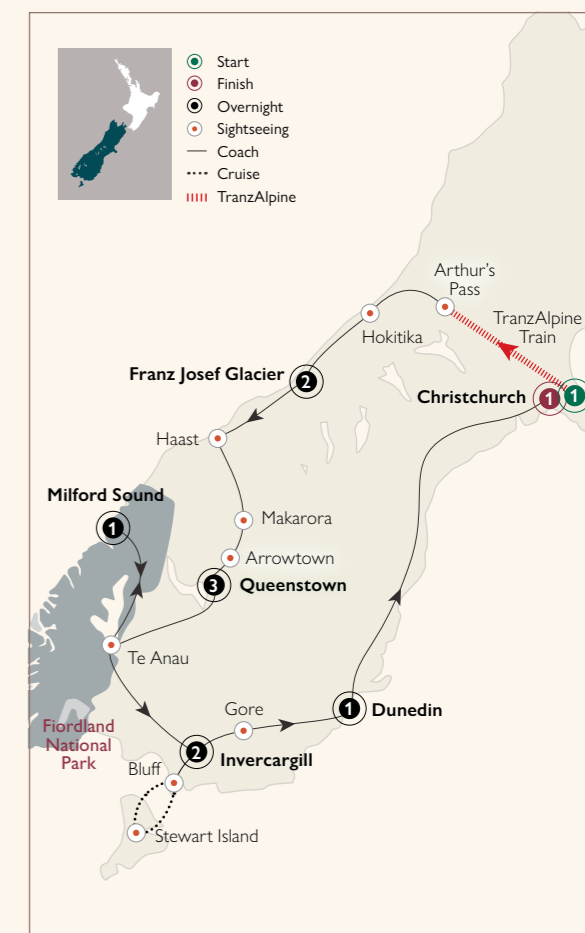 Start
Finish
Overnight
Sightseeing
Coach
Cruise
TranzAlpine
Arthur's
Pass
TranzAlpine
Train
Hokitika
Franz Josef Glacier
2
Christchurch
1
1
Haast
Milford Sound
1
Makarora
Arrowtown
3
Queenstown
Te Anau
Gore
1
Dunedin
Fiordland
National
Park
2
Invercargill
Bluff
Stewart Island